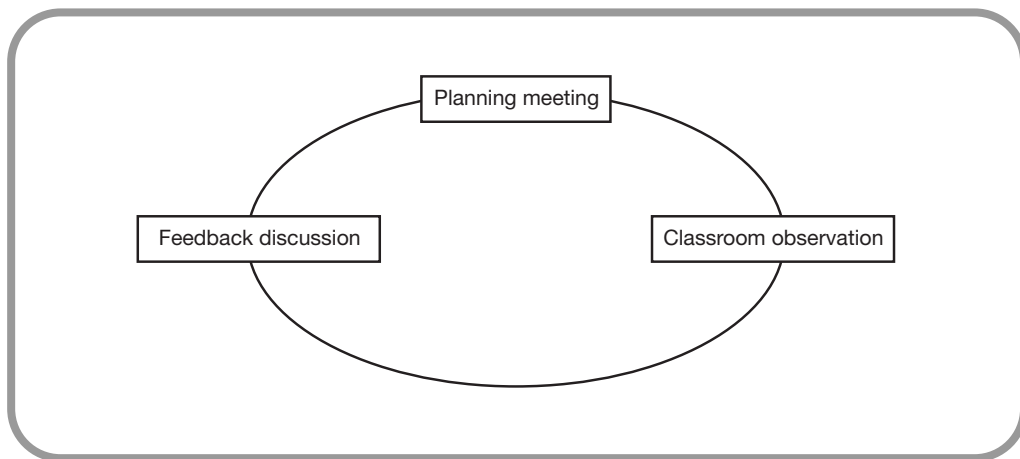 Planning meeting
Feedback discussion
Classroom observation